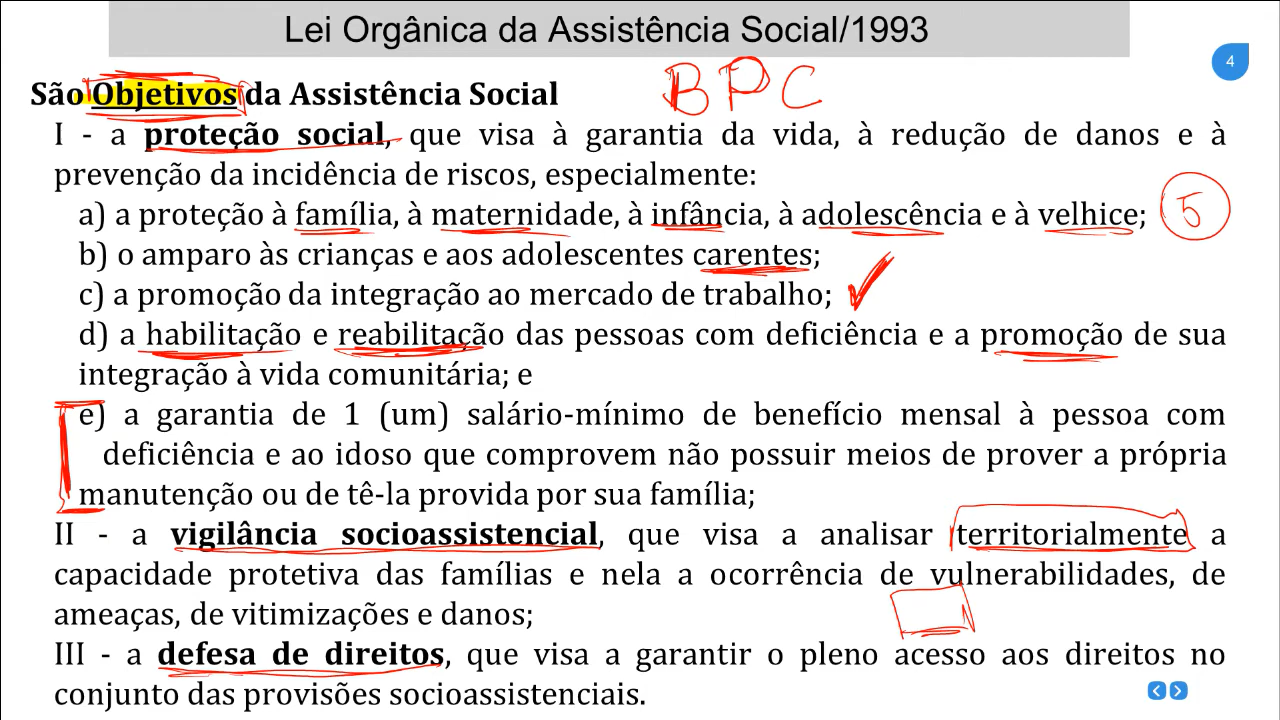 Lei Orgânica da Assistência Social/1993
4
São Objetivos da Assistência Social
BPC
I - a proteção social, que visa à garantia da vida, à redução de danos e à
prevenção da incidência de riscos, especialmente:
a) a proteção à família, à maternidade, à infância, à adolescência e à velhice;
5
b) o amparo às crianças e aos adolescentes carentes;
c) a promoção da integração ao mercado de trabalho;
d) a habilitação e reabilitação das pessoas com deficiência e a promoção de sua
integração à vida comunitária; e
e) a garantia de 1 (um) salário-mínimo de benefício mensal à pessoa com
deficiência e ao idoso que comprovem não possuir meios de prover a própria
manutenção ou de tê-la provida por sua família;
II - a vigilância socioassistencial, que visa a analisar territorialmente a
capacidade protetiva das famílias e nela a ocorrência de vulnerabilidades, de
ameaças, de vitimizações e danos;
III - a defesa de direitos, que visa a garantir o pleno acesso aos direitos no
conjunto das provisões socioassistenciais.